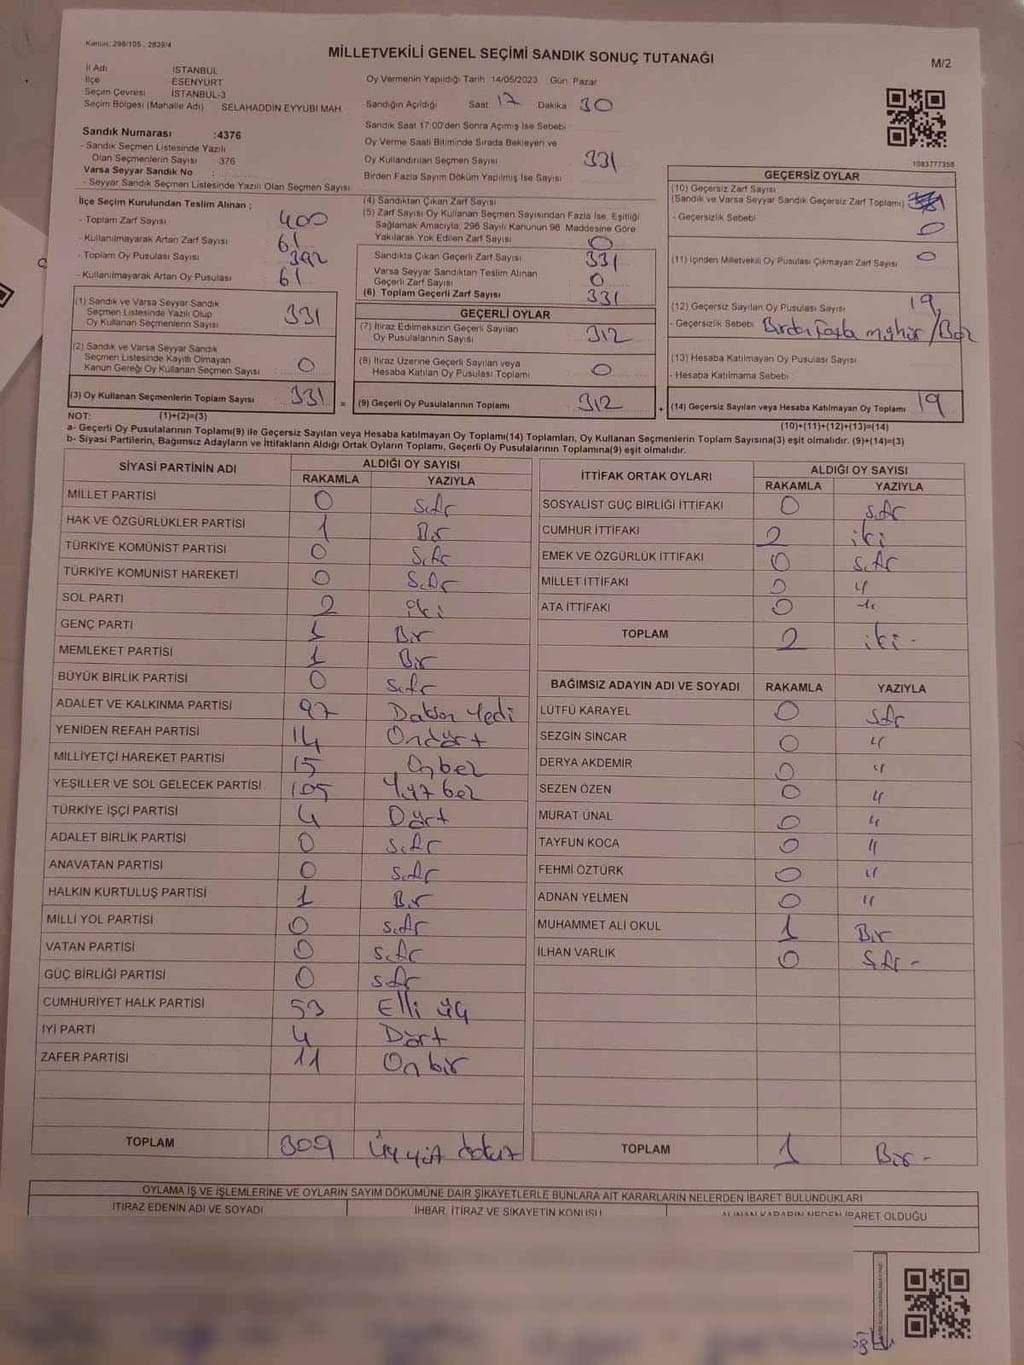 Kanun: 298/105 , 2839/4
MİLLETVEKİLİ GENEL SEÇİMİ SANDIK SONUÇ TUTANAĞI
M/2
İl Adı İSTANBUL
İlçe ESENYURT
Seçim Çevresi İSTANBUL-3
Seçim Bölgesi (Mahalle Adı) SELAHADDİN EYYUBİ MAH.
Oy Vermenin Yapıldığı Tarih 14/05/2023 Gün: Pazar
Sandığın Açıldığı Saat 17 Dakika 30
Sandık Saat 17:00'den Sonra Açılmış İse Sebebi
Sandık Numarası :4376
- Sandık Seçmen Listesinde Yazılı
Olan Seçmenlerin Sayısı : 376
Varsa Seyyar Sandık No :
- Seyyar Sandık Seçmen Listesinde Yazılı Olan Seçmen Sayısı
Oy Verme Saati Bitiminde Sırada Bekleyen ve
Oy Kullandırılan Seçmen Sayısı 331
Birden Fazla Sayım Döküm Yapılmış İse Sayısı
1083777358
İlçe Seçim Kurulundan Teslim Alınan ;
- Toplam Zarf Sayısı 400
- Kullanılmayarak Artan Zarf Sayısı 61
- Toplam Oy Pusulası Sayısı 392
- Kullanılmayarak Artan Oy Pusulası 61
(1) Sandık ve Varsa Seyyar Sandık
Seçmen Listesinde Yazılı Olup
Oy Kullanan Seçmenlerin Sayısı 331
(2) Sandık ve Varsa Seyyar Sandık
Seçmen Listesinde Kayıtlı Olmayan
Kanun Gereği Oy Kullanan Seçmen Sayısı 0
(3) Oy Kullanan Seçmenlerin Toplam Sayısı 331 =
(4) Sandıktan Çıkan Zarf Sayısı
(5) Zarf Sayısı Oy Kullanan Seçmen Sayısından Fazla İse, Eşitliği
Sağlamak Amacıyla, 298 Sayılı Kanunun 98. Maddesine Göre
Yakılarak Yok Edilen Zarf Sayısı 0
Sandıkta Çıkan Geçerli Zarf Sayısı 331
Varsa Seyyar Sandıktan Teslim Alınan
Geçerli Zarf Sayısı 0
(6) Toplam Geçerli Zarf Sayısı 331
GEÇERLİ OYLAR
(7) İtiraz Edilmeksizin Geçerli Sayılan
Oy Pusulalarının Sayısı 312
(8) İtiraz Üzerine Geçerli Sayılan veya
Hesaba Katılan Oy Pusulası Toplamı 0
(9) Geçerli Oy Pusulalarının Toplamı 312 +
GEÇERSİZ OYLAR
(10) Geçersiz Zarf Sayısı
(Sandık ve Varsa Seyyar Sandık Geçersiz Zarf Toplamı)
- Geçersizlik Sebebi 0
(11) İçinden Milletvekili Oy Pusulası Çıkmayan Zarf Sayısı 0
(12) Geçersiz Sayılan Oy Pusulası Sayısı 19
- Geçersizlik Sebebi Birden Fazla mühür /Boş
(13) Hesaba Katılmayan Oy Pusulası Sayısı
- Hesaba Katılmama Sebebi
(14) Geçersiz Sayılan veya Hesaba Katılmayan Oy Toplamı 19
NOT: (1)+(2)=(3)
(10)+(11)+(12)+(13)=(14)
a- Geçerli Oy Pusulalarının Toplamı(9) ile Geçersiz Sayılan veya Hesaba katılmayan Oy Toplamı(14) Toplamları, Oy Kullanan Seçmenlerin Toplam Sayısına(3) eşit olmalıdır. (9)+(14)=(3)
b- Siyasi Partilerin, Bağımsız Adayların ve İttifakların Aldığı Ortak Oyların Toplamı, Geçerli Oy Pusulalarının Toplamına(9) eşit olmalıdır.
SİYASİ PARTİNİN ADI ALDIĞI OY SAYISI
RAKAMLA YAZIYLA
MİLLET PARTİSİ 0 Sıfır
HAK VE ÖZGÜRLÜKLER PARTİSİ 1 Bir
TÜRKİYE KOMÜNİST PARTİSİ 0 Sıfır
TÜRKİYE KOMÜNİST HAREKETİ 0 Sıfır
SOL PARTİ 2 iki
GENÇ PARTİ 1 Bir
MEMLEKET PARTİSİ 1 Bir
BÜYÜK BİRLİK PARTİSİ 0 Sıfır
ADALET VE KALKINMA PARTİSİ 97 Doksan Yedi
YENİDEN REFAH PARTİSİ 14 Ondört
MİLLİYETÇİ HAREKET PARTİSİ 15 Onbeş
YEŞİLLER VE SOL GELECEK PARTİSİ 105 Yüz beş
TÜRKİYE İŞÇİ PARTİSİ 4 Dört
ADALET BİRLİK PARTİSİ 0 Sıfır
ANAVATAN PARTİSİ 0 Sıfır
HALKIN KURTULUŞ PARTİSİ 1 Bir
MİLLİ YOL PARTİSİ 0 Sıfır
VATAN PARTİSİ 0 Sıfır
GÜÇ BİRLİĞİ PARTİSİ 0 Sıfır
CUMHURİYET HALK PARTİSİ 53 Elli üç
İYİ PARTİ 4 Dört
ZAFER PARTİSİ 11 On bir
TOPLAM 309 Üçyüz dokuz
İTTİFAK ORTAK OYLARI ALDIĞI OY SAYISI
RAKAMLA YAZIYLA
SOSYALİST GÜÇ BİRLİĞİ İTTİFAKI 0 Sıfır
CUMHUR İTTİFAKI 2 iki
EMEK VE ÖZGÜRLÜK İTTİFAKI 0 Sıfır
MİLLET İTTİFAKI 0 "
ATA İTTİFAKI 0 "
TOPLAM 2 iki -
BAĞIMSIZ ADAYIN ADI VE SOYADI RAKAMLA YAZIYLA
LÜTFÜ KARAYEL 0 Sıfır
SEZGİN SİNCAR 0 "
DERYA AKDEMİR 0 "
SEZEN ÖZEN 0 "
MURAT ÜNAL 0 "
TAYFUN KOCA 0 "
FEHMİ ÖZTÜRK 0 "
ADNAN YELMEN 0 "
MUHAMMET ALİ OKUL 1 Bir
İLHAN VARLIK 0 Sıfır -
TOPLAM 1 Bir -
OYLAMA İŞ VE İŞLEMLERİNE VE OYLARIN SAYIM DÖKÜMÜNE DAİR ŞİKAYETLERLE BUNLARA AİT KARARLARIN NELERDEN İBARET BULUNDUKLARI
İTİRAZ EDENİN ADI VE SOYADI İHBAR, İTİRAZ VE ŞİKAYETİN KONUSU ALINAN KARARIN NEDEN İBARET OLDUĞU